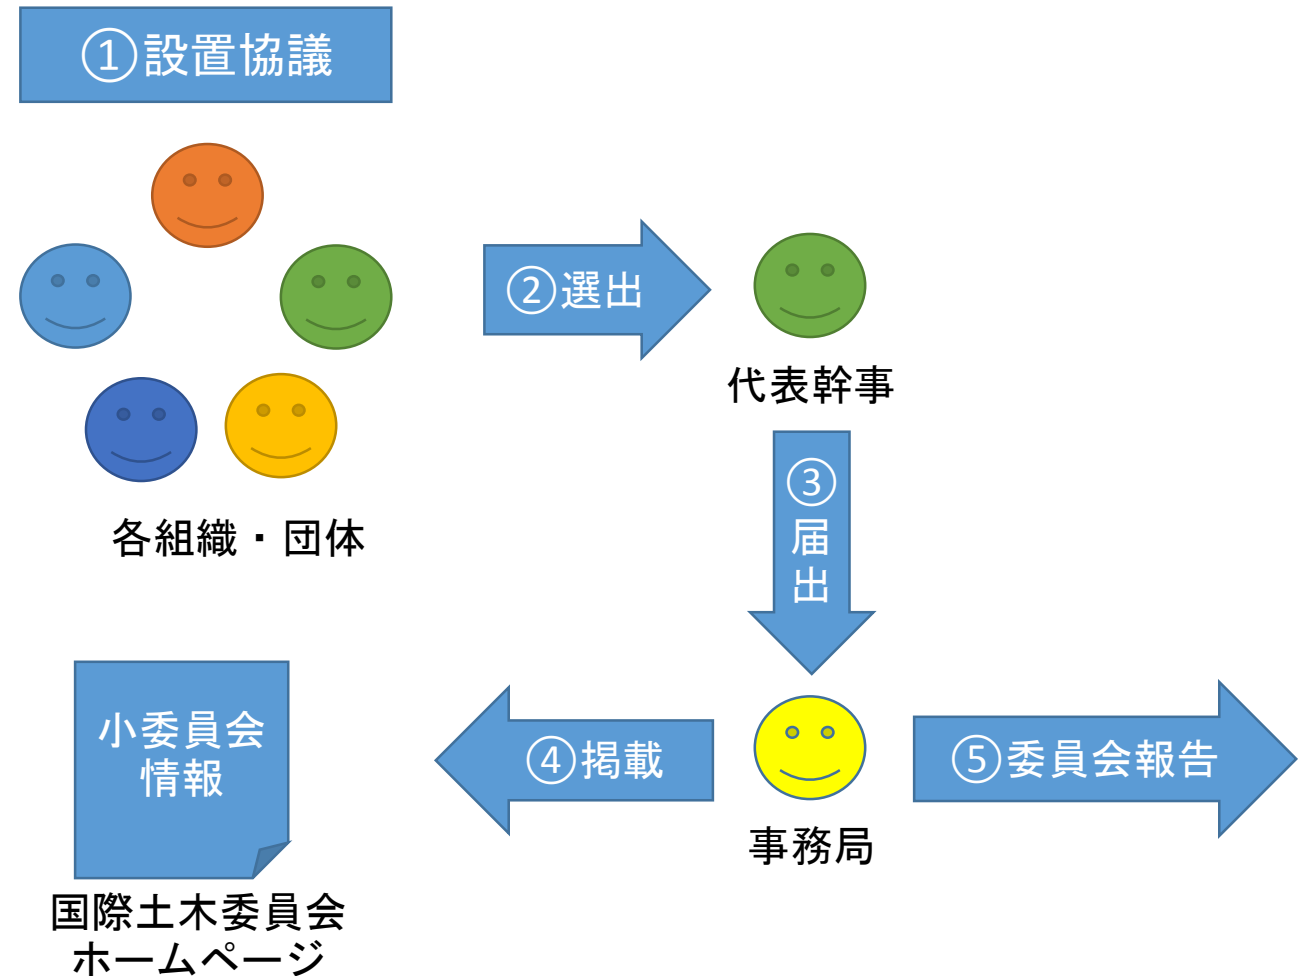 ①設置協議
②選出
代表幹事
③
届
出
各組織・団体
小委員会
情報
④掲載
⑤委員会報告
事務局
国際土木委員会
ホームページ